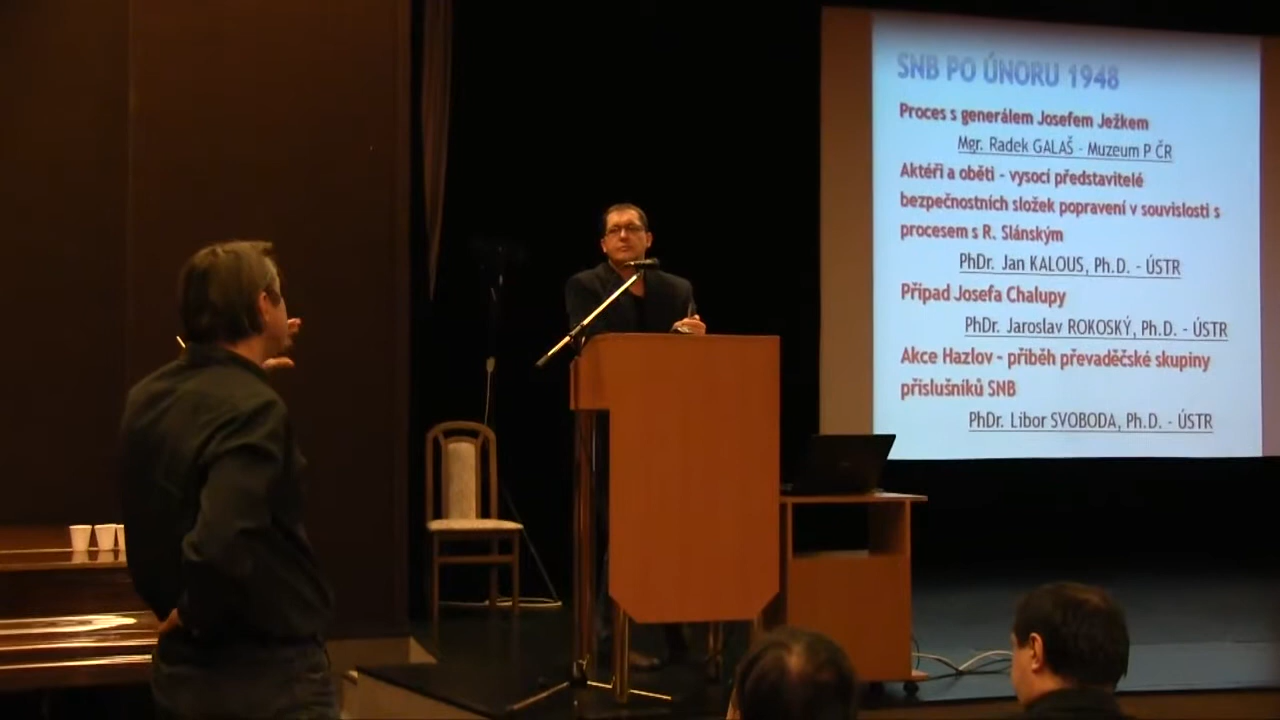 SNB PO ÚNORU 1948
Proces s generálem Josefem Ježkem
Mgr. Radek GALAŠ - Muzeum P ČR
Aktéři a oběti - vysocí představitelé
bezpečnostních složek popravení v souvislosti s
procesem s R. Slánským
PhDr. Jan KALOUS, Ph.D. - ÚSTR
Případ Josefa Chalupy
PhDr. Jaroslav ROKOSKÝ, Ph.D. - ÚSTR
Akce Hazlov - příběh převaděčské skupiny
příslušníků SNB
PhDr. Libor SVOBODA, Ph.D. - ÚSTR